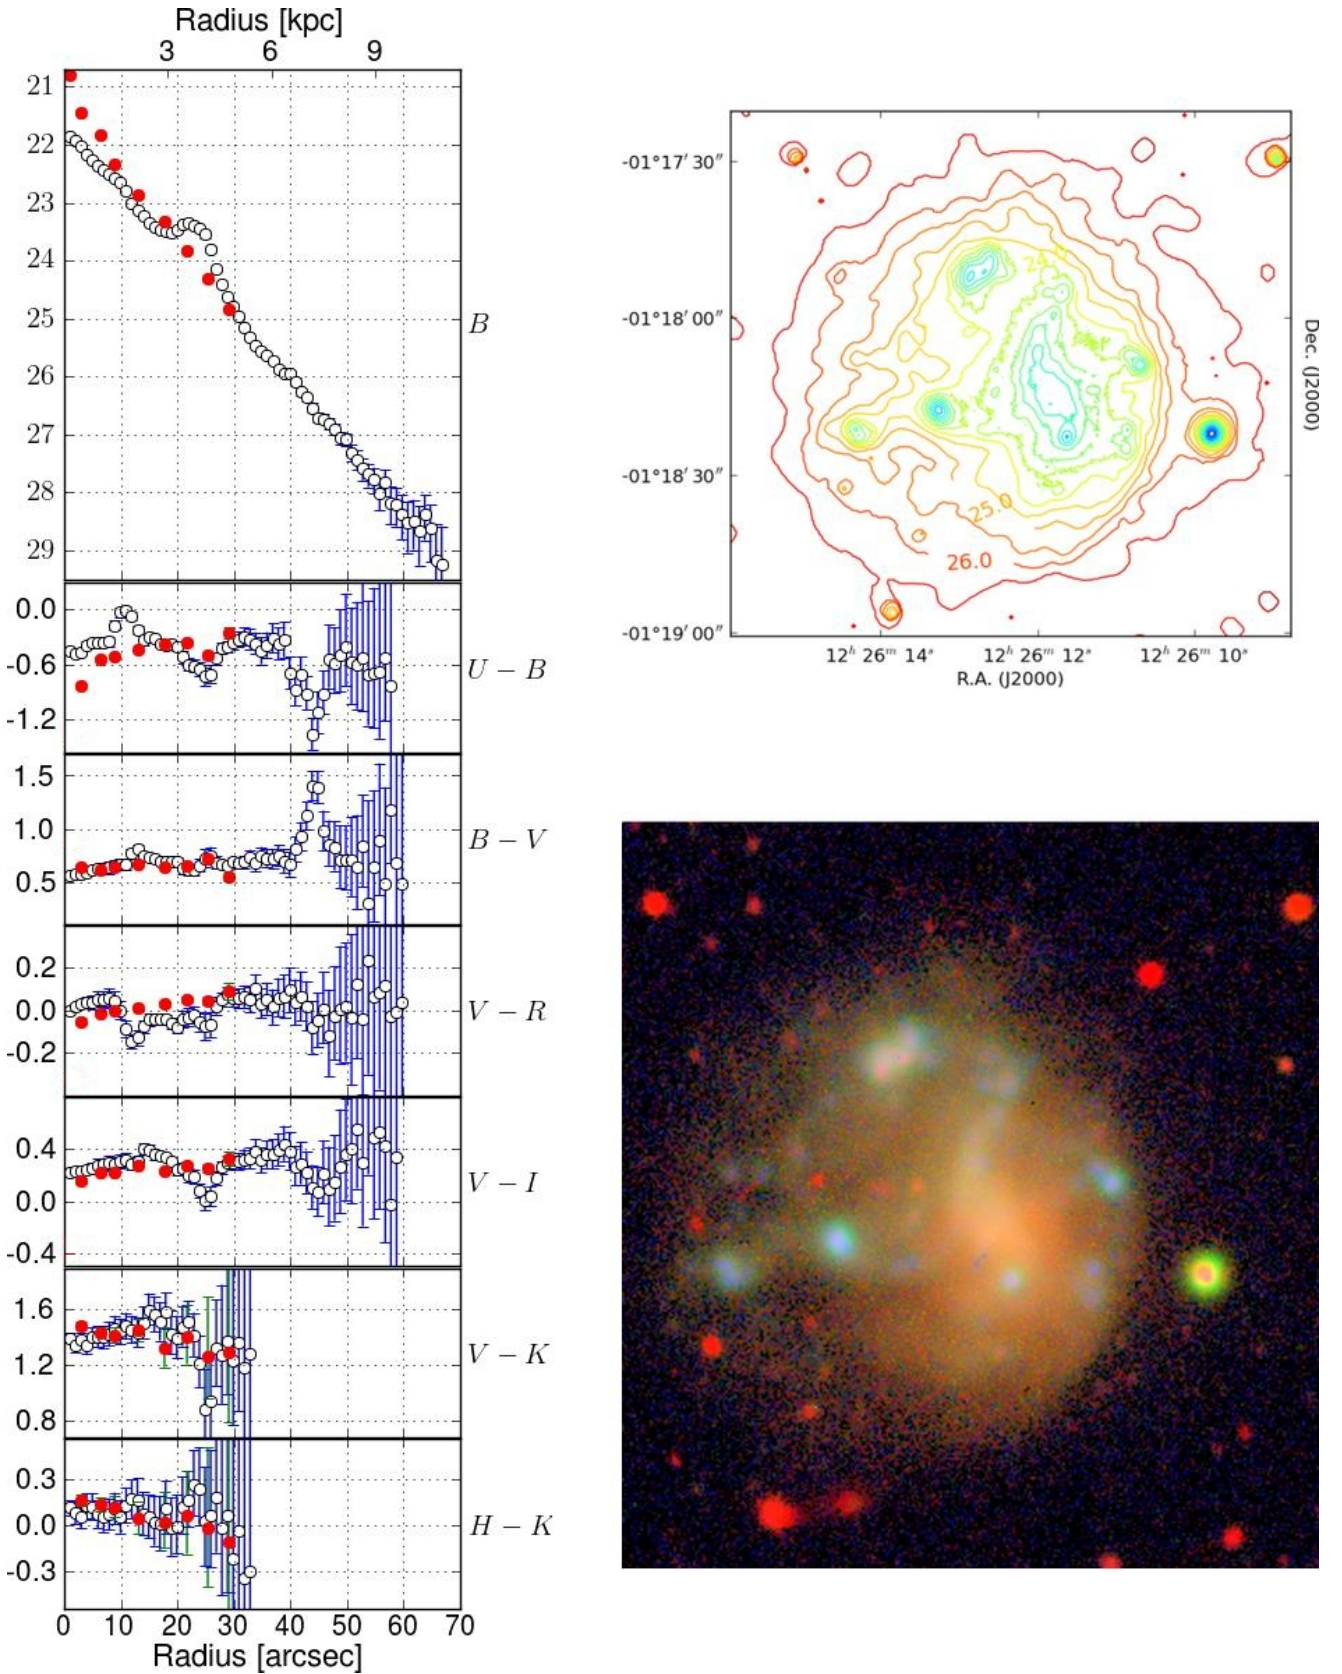 Radius [kpc]
3 6 9
21
22
23
24
25
26
27
28
29
B
0.0
-0.6
-1.2
U − B
1.5
1.0
0.5
B − V
0.2
0.0
-0.2
V − R
0.4
0.0
-0.4
V − I
1.6
1.2
0.8
V − K
0.3
0.0
-0.3
H − K
0 10 20 30 40 50 60 70
Radius [arcsec]
-01°17′30″
-01°18′00″
-01°18′30″
-01°19′00″
25.0
26.0
12ʰ 26ᵐ 14ˢ 12ʰ 26ᵐ 12ˢ 12ʰ 26ᵐ 10ˢ
R.A. (J2000)
Dec. (J2000)